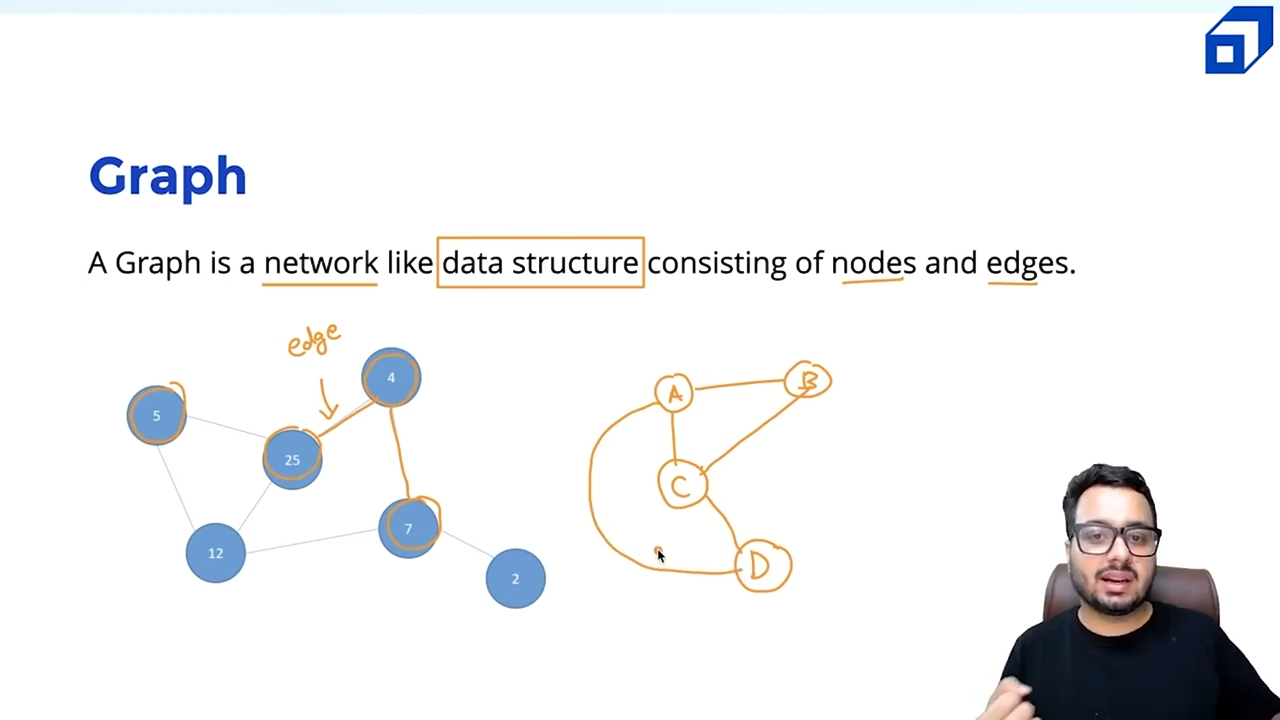 Graph
A Graph is a network like data structure consisting of nodes and edges.
edge
4
5
25
7
12
2
A
B
C
D